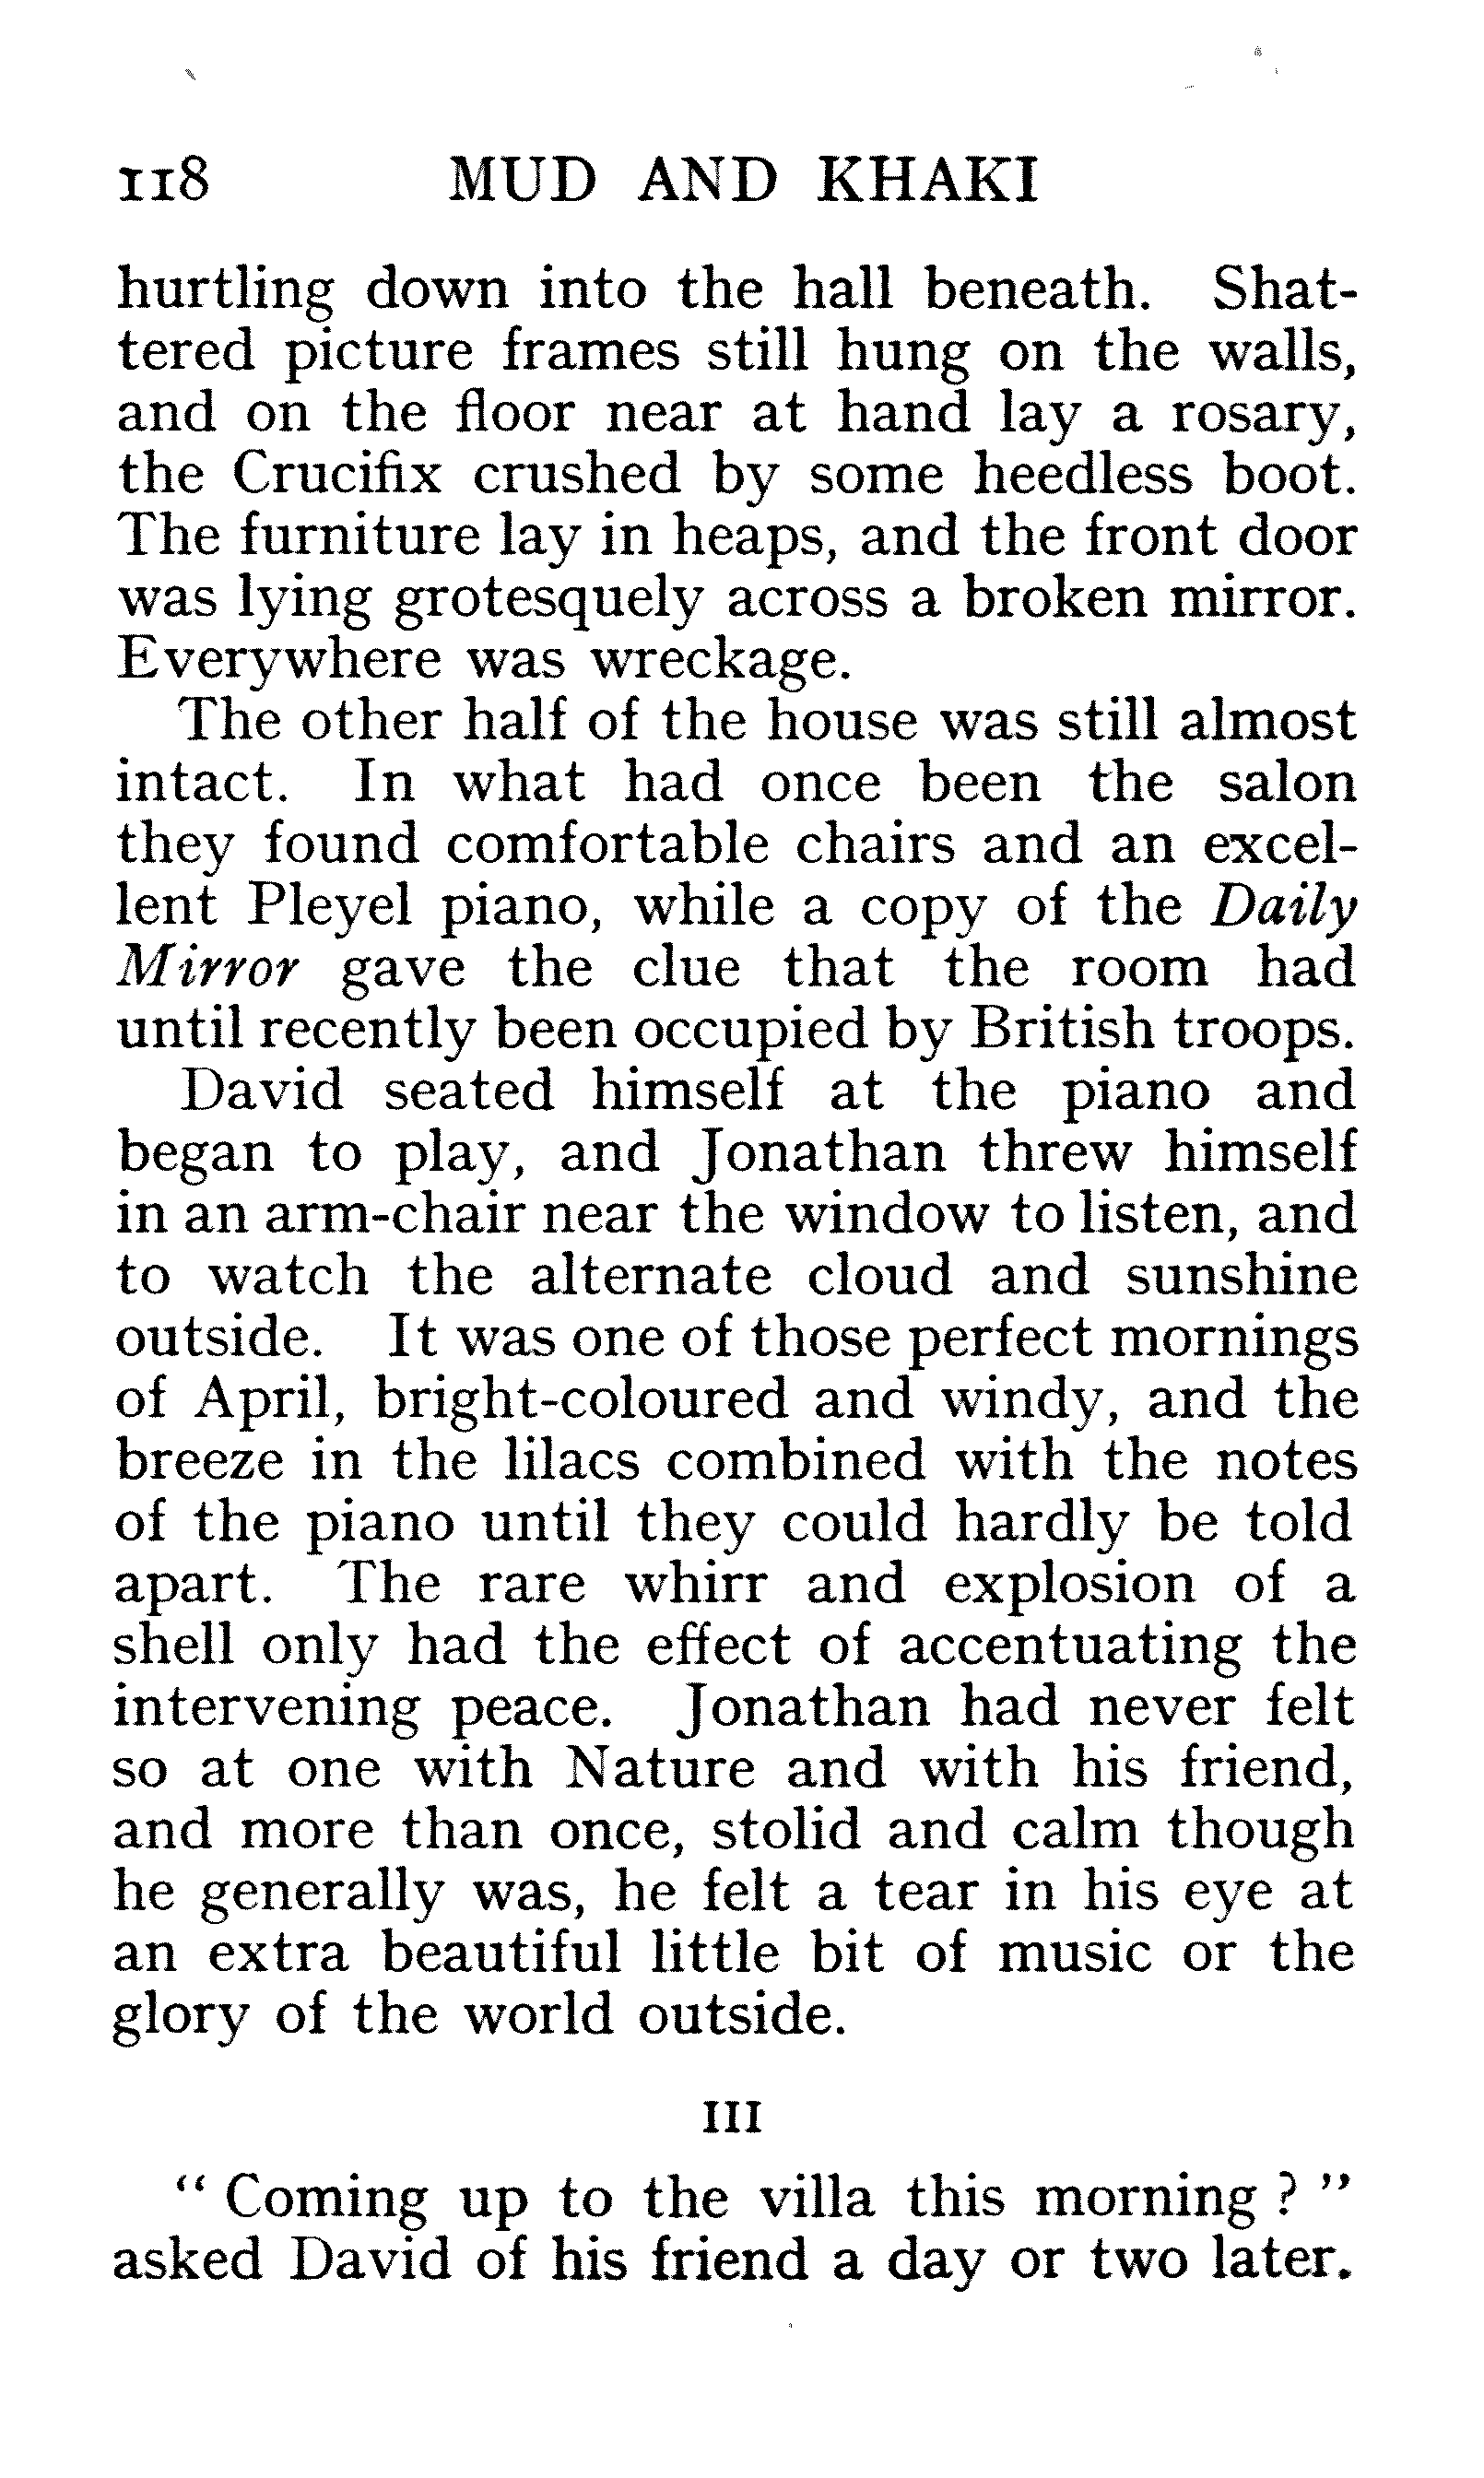 118 MUD AND KHAKI
hurtling down into the hall beneath. Shat-
tered picture frames still hung on the walls,
and on the floor near at hand lay a rosary,
the Crucifix crushed by some heedless boot.
The furniture lay in heaps, and the front door
was lying grotesquely across a broken mirror.
Everywhere was wreckage.
The other half of the house was still almost
intact. In what had once been the salon
they found comfortable chairs and an excel-
lent Pleyel piano, while a copy of the Daily
Mirror gave the clue that the room had
until recently been occupied by British troops.
David seated himself at the piano and
began to play, and Jonathan threw himself
in an arm-chair near the window to listen, and
to watch the alternate cloud and sunshine
outside. It was one of those perfect mornings
of April, bright-coloured and windy, and the
breeze in the lilacs combined with the notes
of the piano until they could hardly be told
apart. The rare whirr and explosion of a
shell only had the effect of accentuating the
intervening peace. Jonathan had never felt
so at one with Nature and with his friend,
and more than once, stolid and calm though
he generally was, he felt a tear in his eye at
an extra beautiful little bit of music or the
glory of the world outside.
III
“ Coming up to the villa this morning ? ”
asked David of his friend a day or two later.